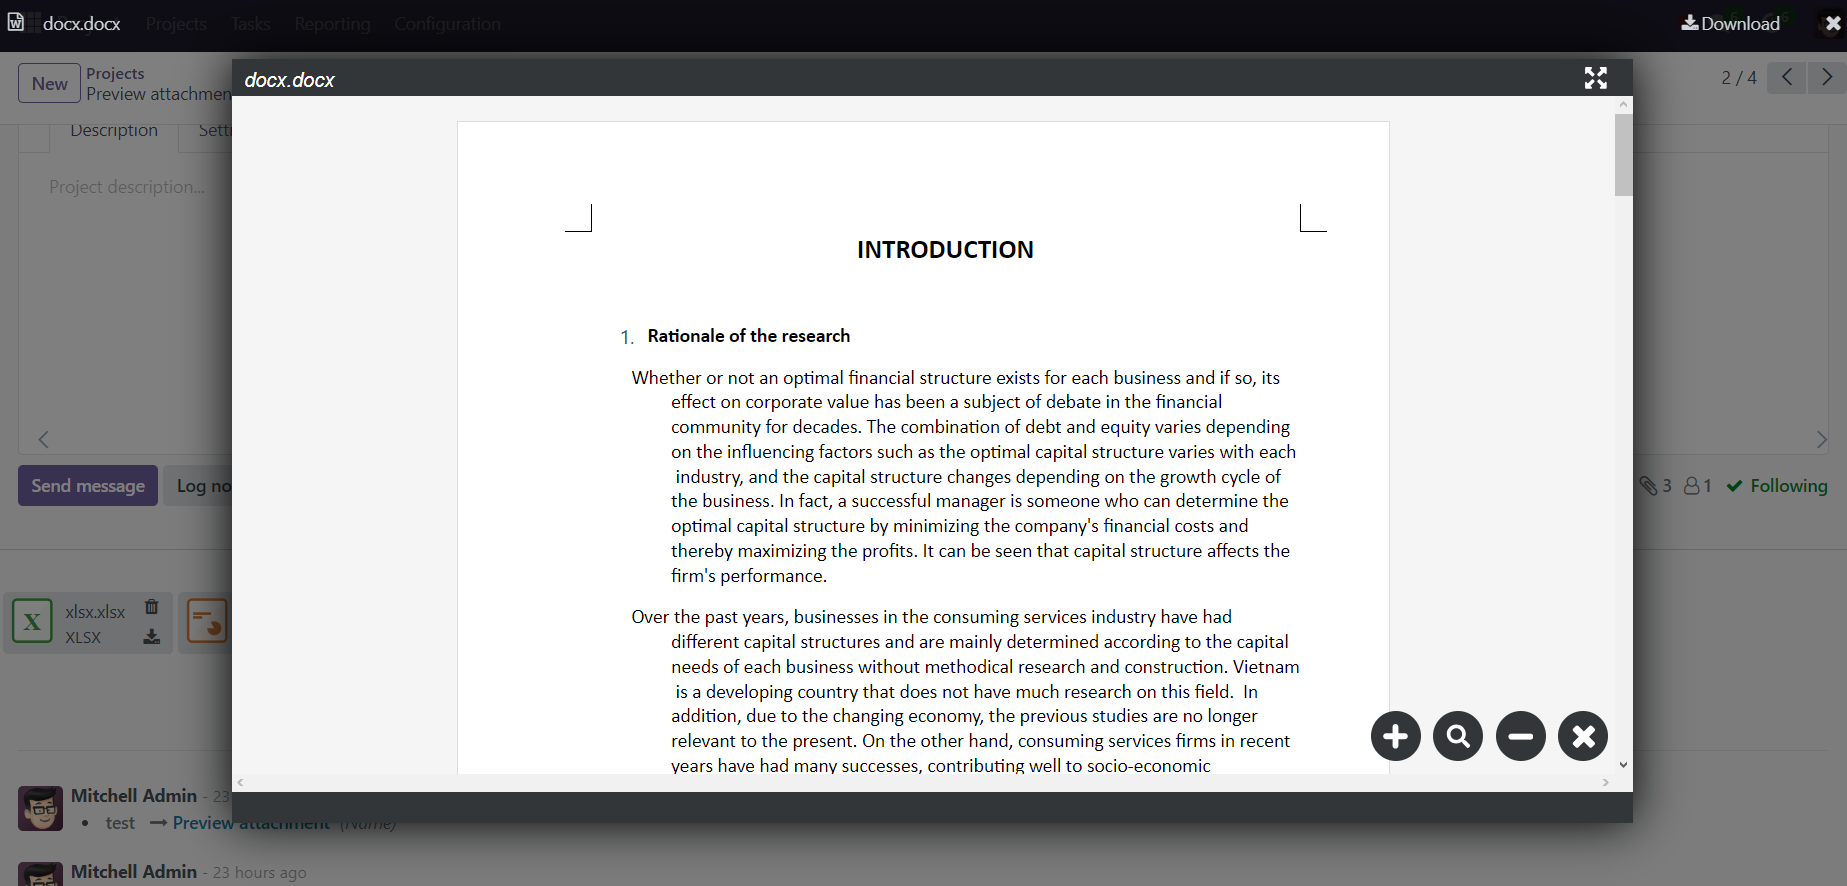 docx.docx Projects Tasks Reporting Configuration Download
New Projects
Preview attachmen
docx.docx
2 / 4
Description Setti
Project description...
INTRODUCTION
1. Rationale of the research
Whether or not an optimal financial structure exists for each business and if so, its
effect on corporate value has been a subject of debate in the financial
community for decades. The combination of debt and equity varies depending
on the influencing factors such as the optimal capital structure varies with each
industry, and the capital structure changes depending on the growth cycle of
the business. In fact, a successful manager is someone who can determine the
optimal capital structure by minimizing the company's financial costs and
thereby maximizing the profits. It can be seen that capital structure affects the
firm's performance.
Over the past years, businesses in the consuming services industry have had
different capital structures and are mainly determined according to the capital
needs of each business without methodical research and construction. Vietnam
is a developing country that does not have much research on this field. In
addition, due to the changing economy, the previous studies are no longer
relevant to the present. On the other hand, consuming services firms in recent
years have had many successes, contributing well to socio-economic
Send message Log no
3 1 Following
xlsx.xlsx
XLSX
Mitchell Admin - 23
test Preview attachment (Name)
Mitchell Admin - 23 hours ago